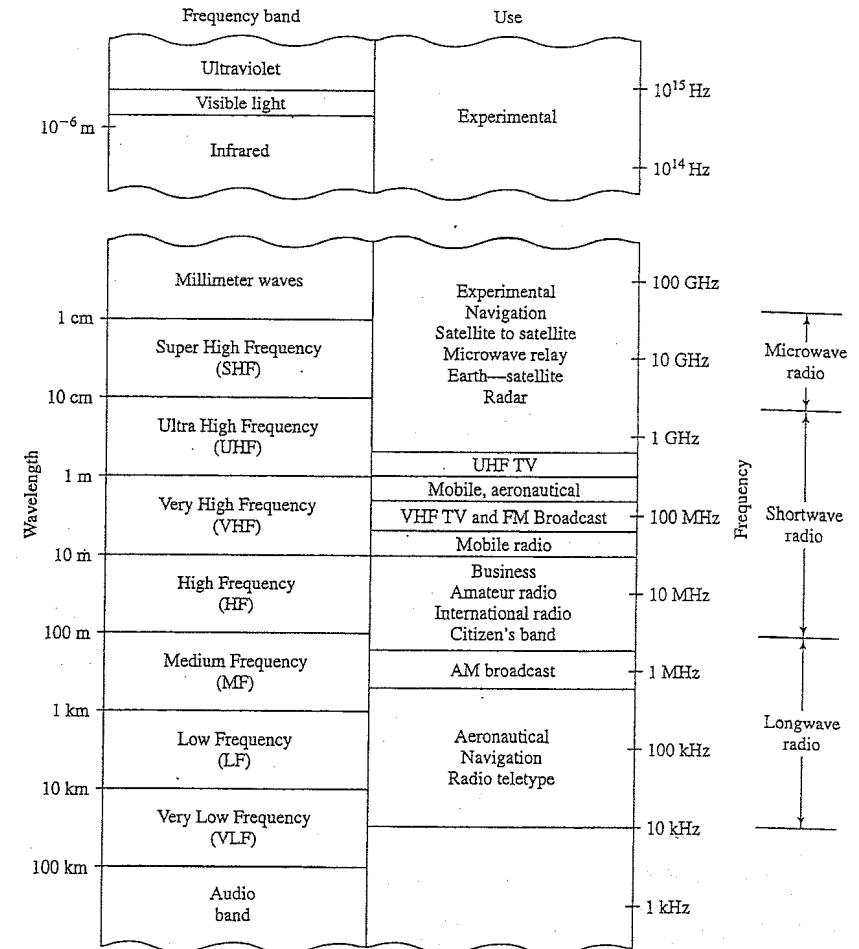 Frequency band
Use
Ultraviolet
Visible light
Infrared
Experimental
10⁻⁶ m
10¹⁵ Hz
10¹⁴ Hz
Millimeter waves
Super High Frequency
(SHF)
Ultra High Frequency
(UHF)
Very High Frequency
(VHF)
High Frequency
(HF)
Medium Frequency
(MF)
Low Frequency
(LF)
Very Low Frequency
(VLF)
Audio
band
Wavelength
1 cm
10 cm
1 m
10 m
100 m
1 km
10 km
100 km
Experimental
Navigation
Satellite to satellite
Microwave relay
Earth—satellite
Radar
UHF TV
Mobile, aeronautical
VHF TV and FM Broadcast
Mobile radio
Business
Amateur radio
International radio
Citizen's band
AM broadcast
Aeronautical
Navigation
Radio teletype
100 GHz
10 GHz
1 GHz
100 MHz
10 MHz
1 MHz
100 kHz
10 kHz
1 kHz
Frequency
Microwave
radio
Shortwave
radio
Longwave
radio